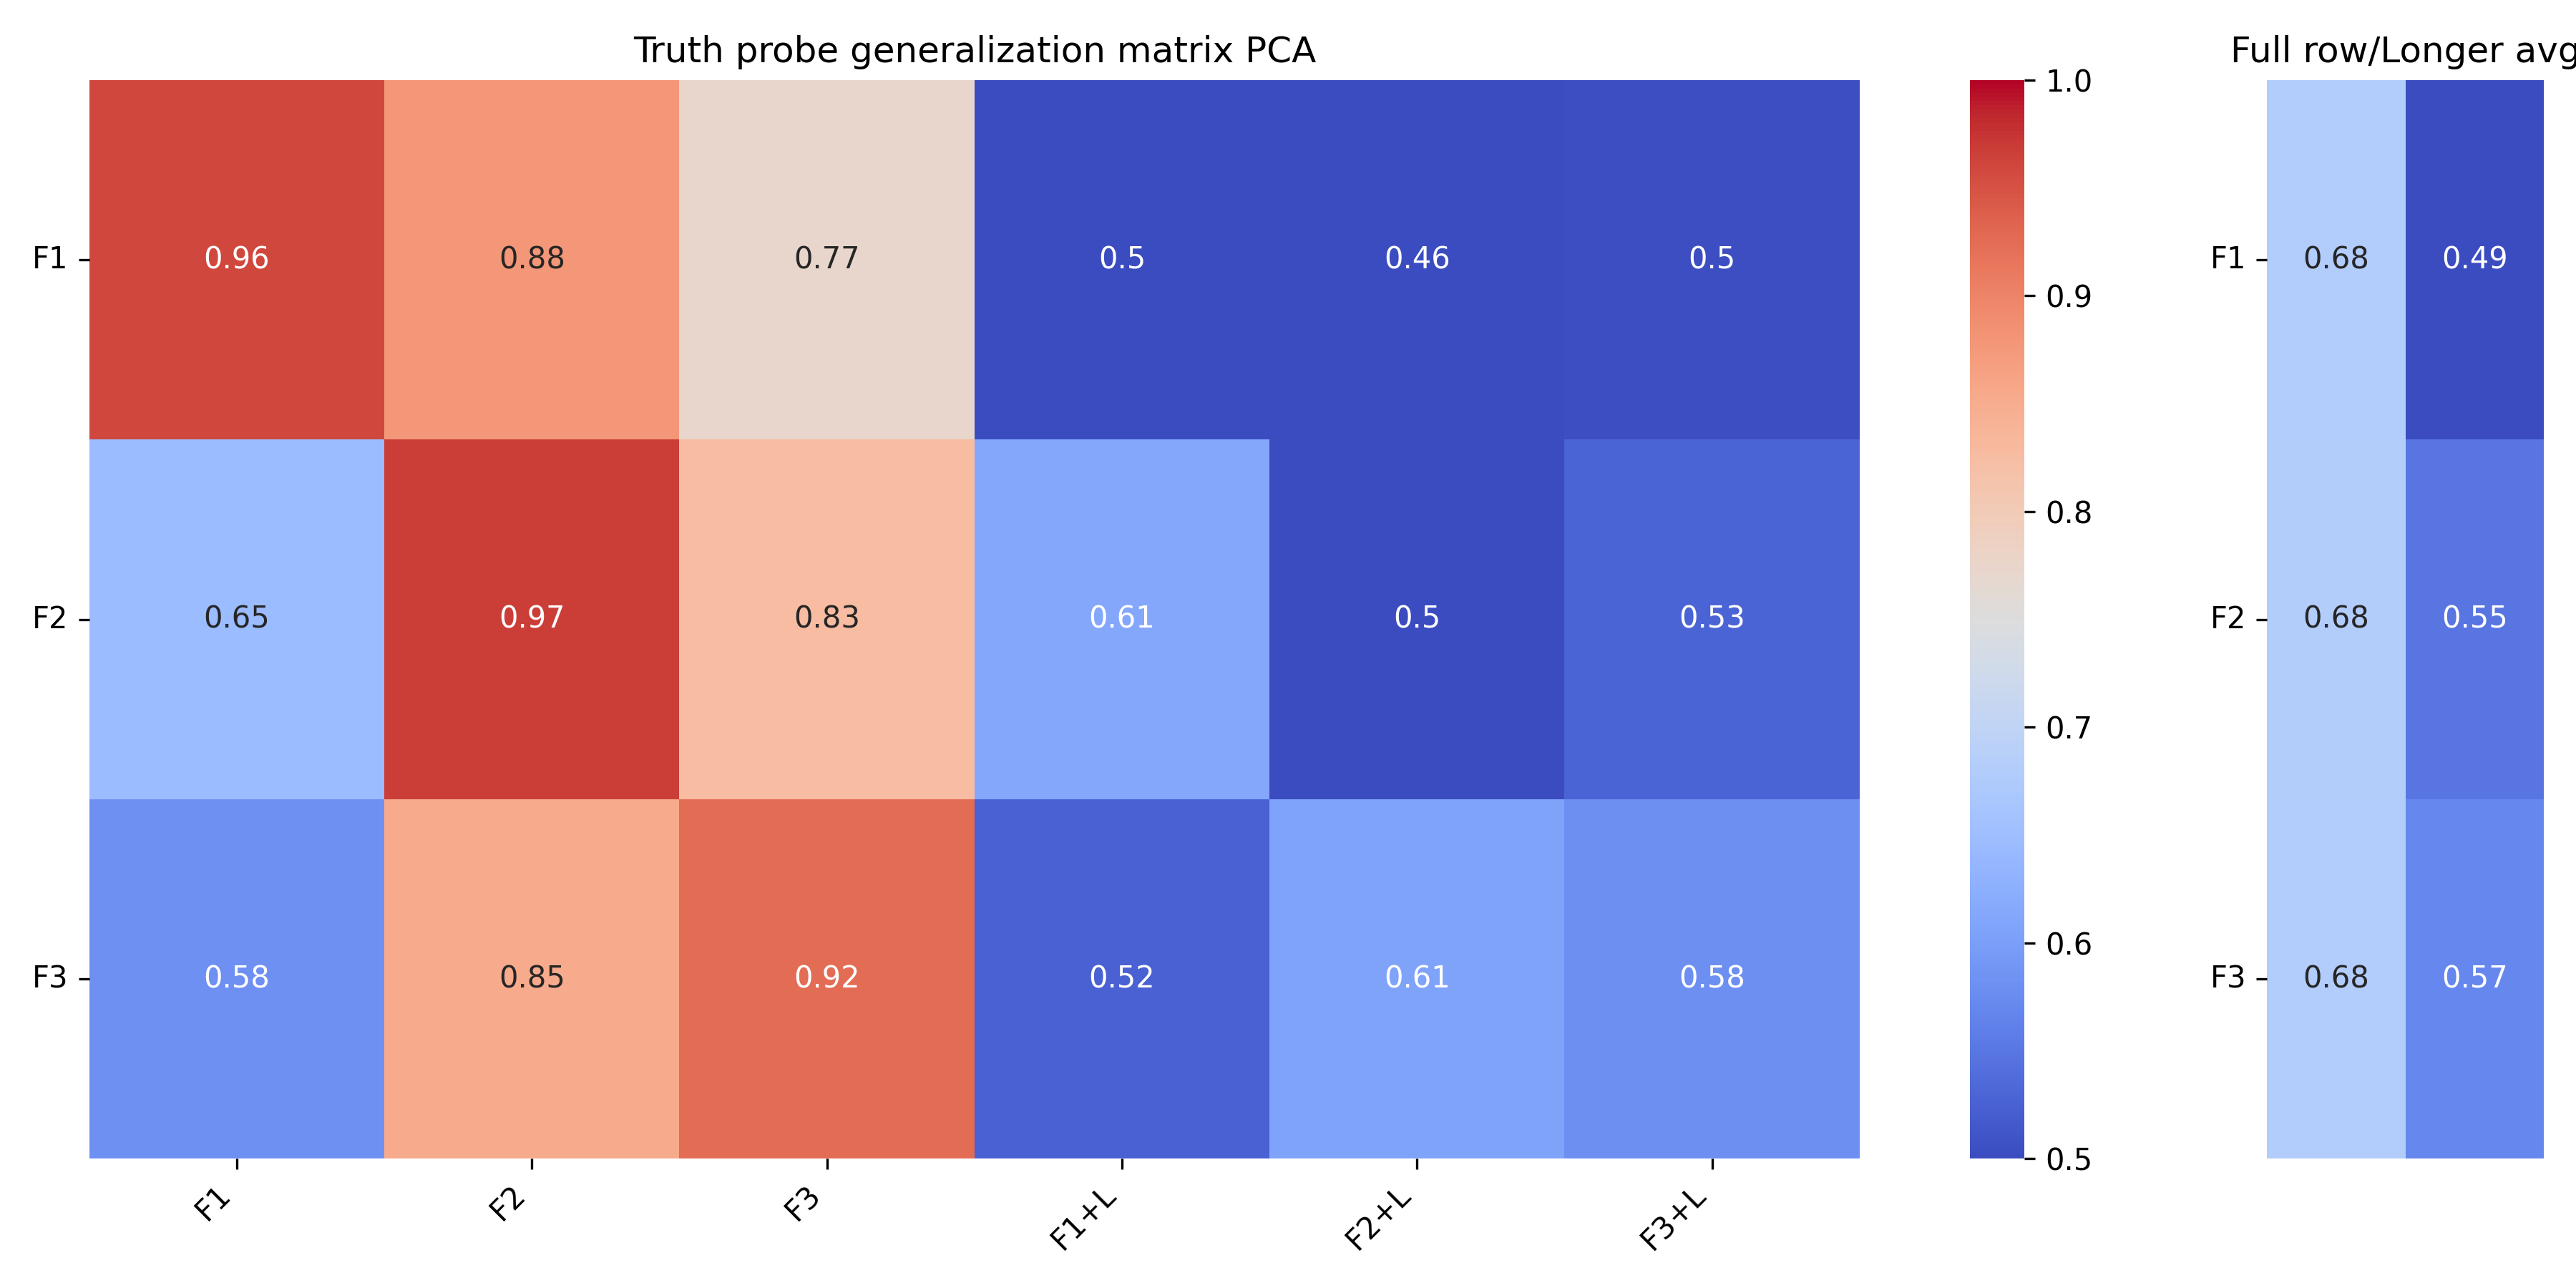 Truth probe generalization matrix PCA
Full row/Longer avg
F1 0.96 0.88 0.77 0.5 0.46 0.5
F2 0.65 0.97 0.83 0.61 0.5 0.53
F3 0.58 0.85 0.92 0.52 0.61 0.58
F1 F2 F3 F1+L F2+L F3+L
1.0
0.9
0.8
0.7
0.6
0.5
F1 0.68 0.49
F2 0.68 0.55
F3 0.68 0.57